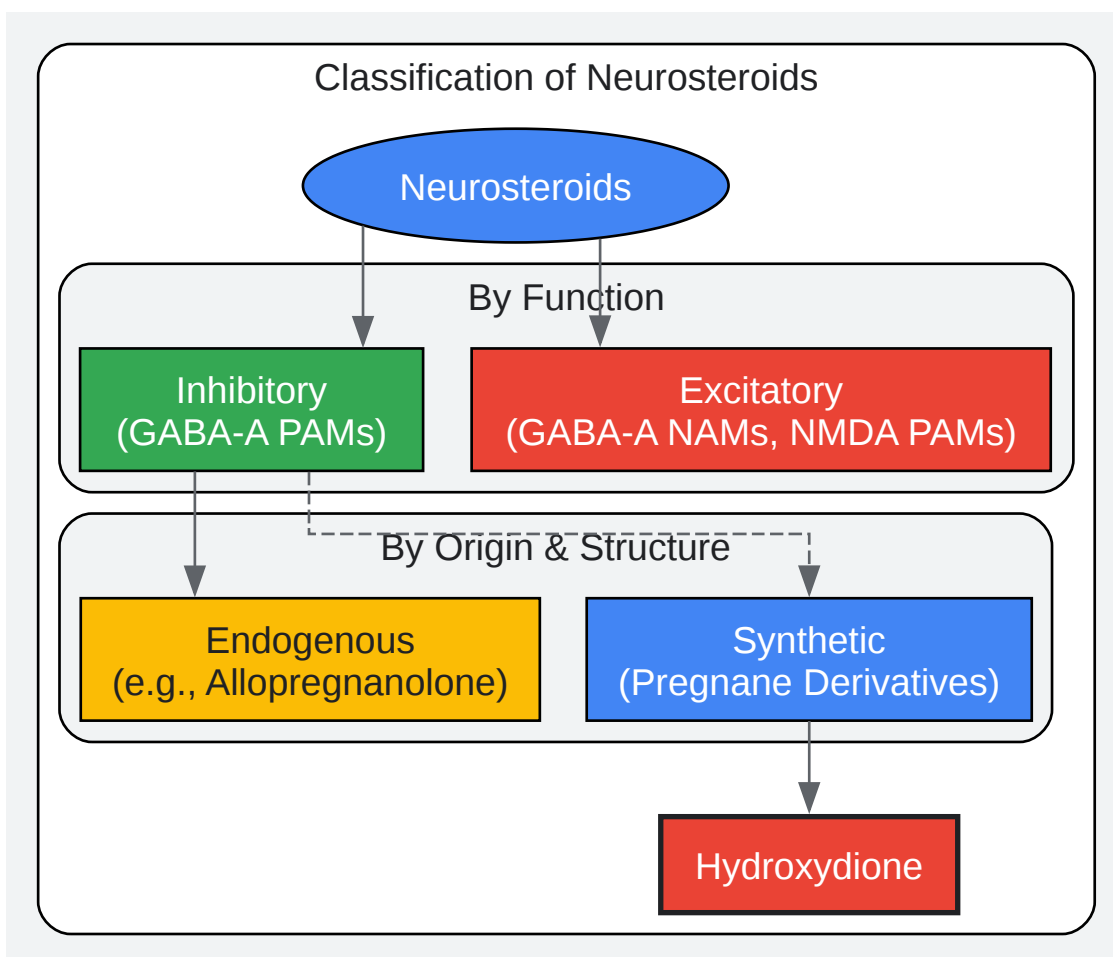 Classification of Neurosteroids
Neurosteroids
By Function
Inhibitory
(GABA-A PAMs)
Excitatory
(GABA-A NAMs, NMDA PAMs)
By Origin & Structure
Endogenous
(e.g., Allopregnanolone)
Synthetic
(Pregnane Derivatives)
Hydroxydione